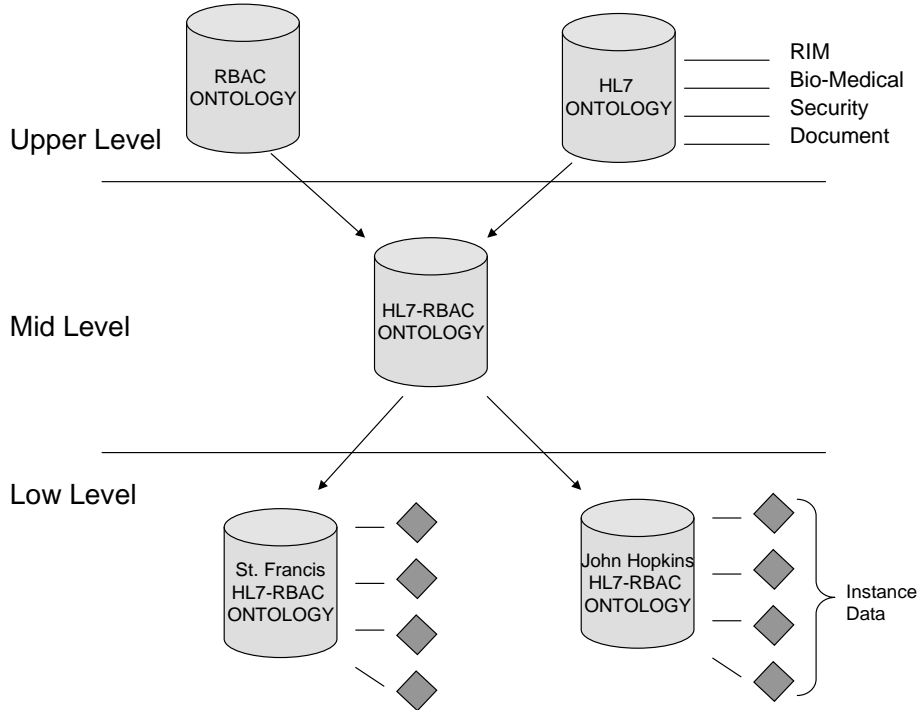 RBAC
ONTOLOGY
HL7
ONTOLOGY
RIM
Bio-Medical
Security
Document
Upper Level
HL7-RBAC
ONTOLOGY
Mid Level
Low Level
St. Francis
HL7-RBAC
ONTOLOGY
John Hopkins
HL7-RBAC
ONTOLOGY
Instance
Data